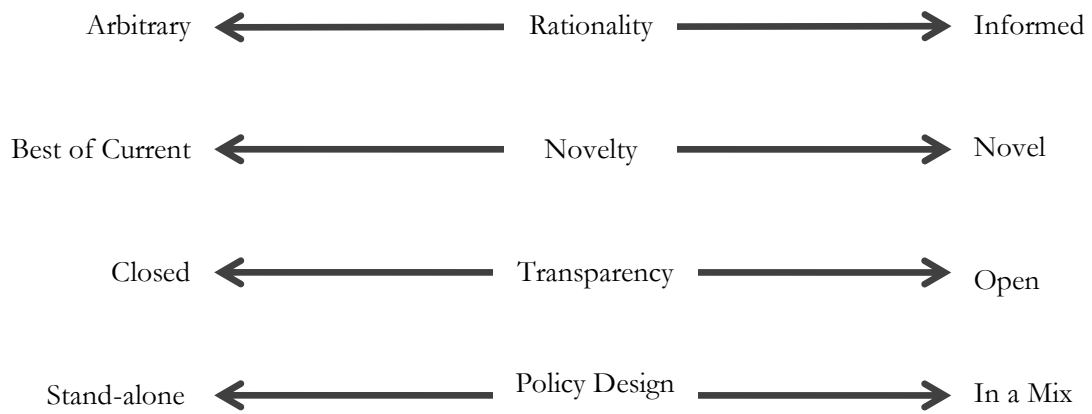 Arbitrary Rationality Informed
Best of Current Novelty Novel
Closed Transparency Open
Stand-alone Policy Design In a Mix